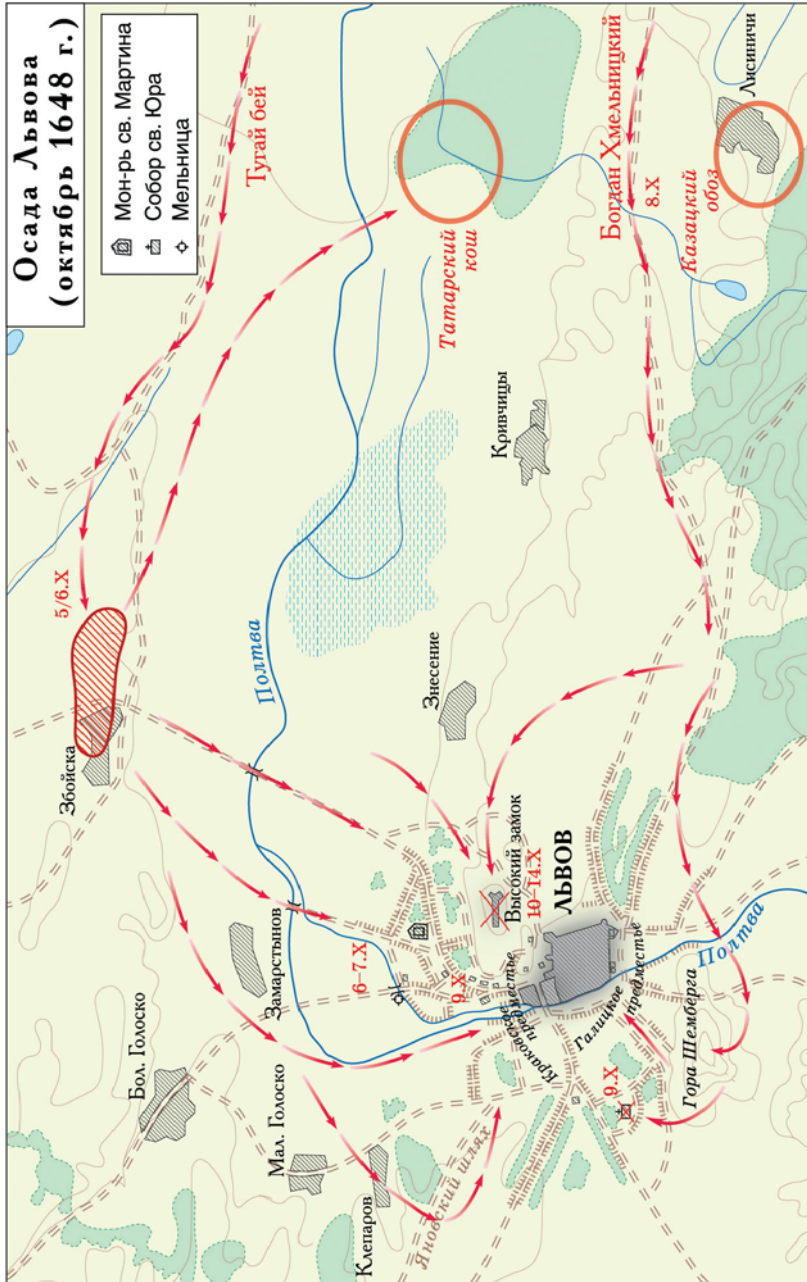 Осада Львова
(октябрь 1648 г.)
Мон-рь св. Мартина
Собор св. Юра
Мельница
Тугай бей
5/6.X
Збойска
Татарский
кош
Богдан Хмельницкий
8.X
Казацкий
обоз
Лисиничи
Кривчицы
Полтва
Знесение
Замарстынов
Бол. Голоско
Мал. Голоско
Клепаров
Яновский шлях
6–7.X
9.X
Высокий замок
10–14.X
ЛЬВОВ
Краковское
предместье
Галицкое
предместье
Полтва
Гора Шемберга
9.X